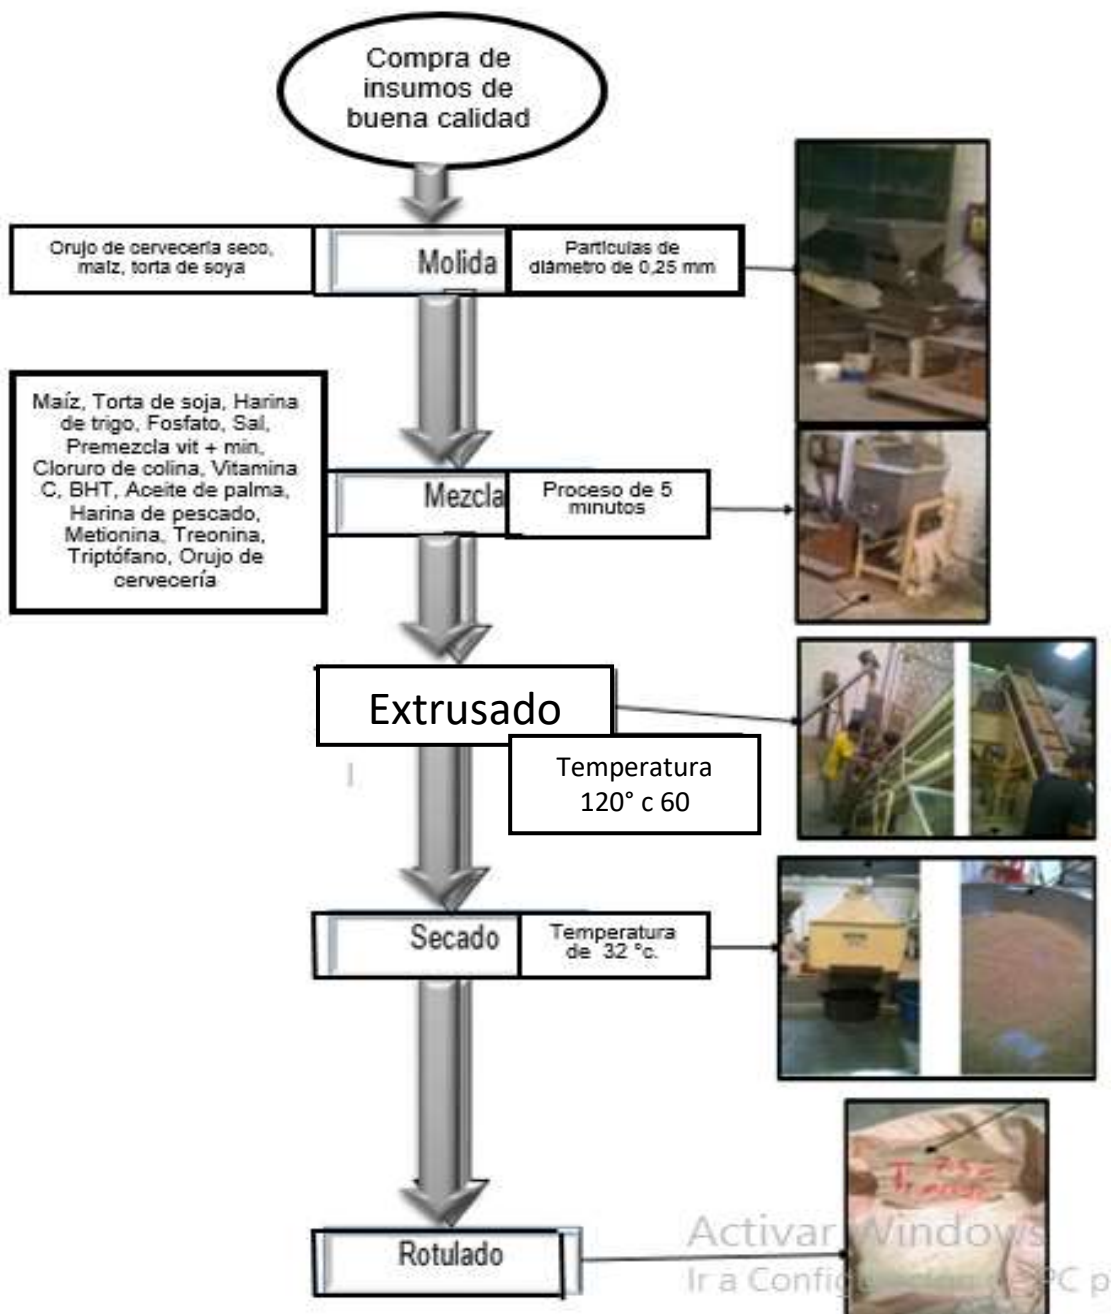 Compra de
insumos de
buena calidad
Orujo de cervecería seco,
maíz, torta de soya
Molida
Partículas de
diámetro de 0,25 mm
Maíz, Torta de soja, Harina
de trigo, Fosfato, Sal,
Premezcla vit + min,
Cloruro de colina, Vitamina
C, BHT, Aceite de palma,
Harina de pescado,
Metionina, Treonina,
Triptófano, Orujo de
cervecería
Mezcla
Proceso de 5
minutos
Extrusado
Temperatura
120° c 60
Secado
Temperatura
de 32 °c.
Rotulado
Activar Windows
Ir a PC p